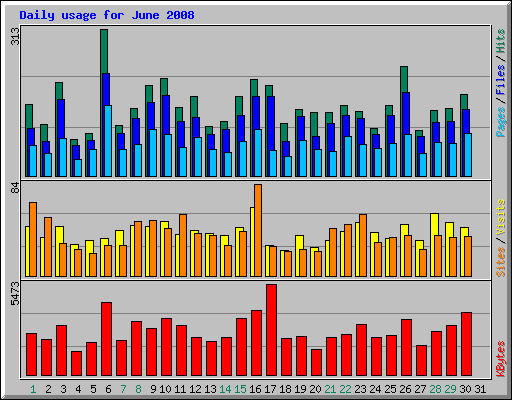 Daily usage for June 2008
313
Pages / Files / Hits
84
Sites / Visits
5473
KBytes
1 2 3 4 5 6 7 8 9 10 11 12 13 14 15 16 17 18 19 20 21 22 23 24 25 26 27 28 29 30 31